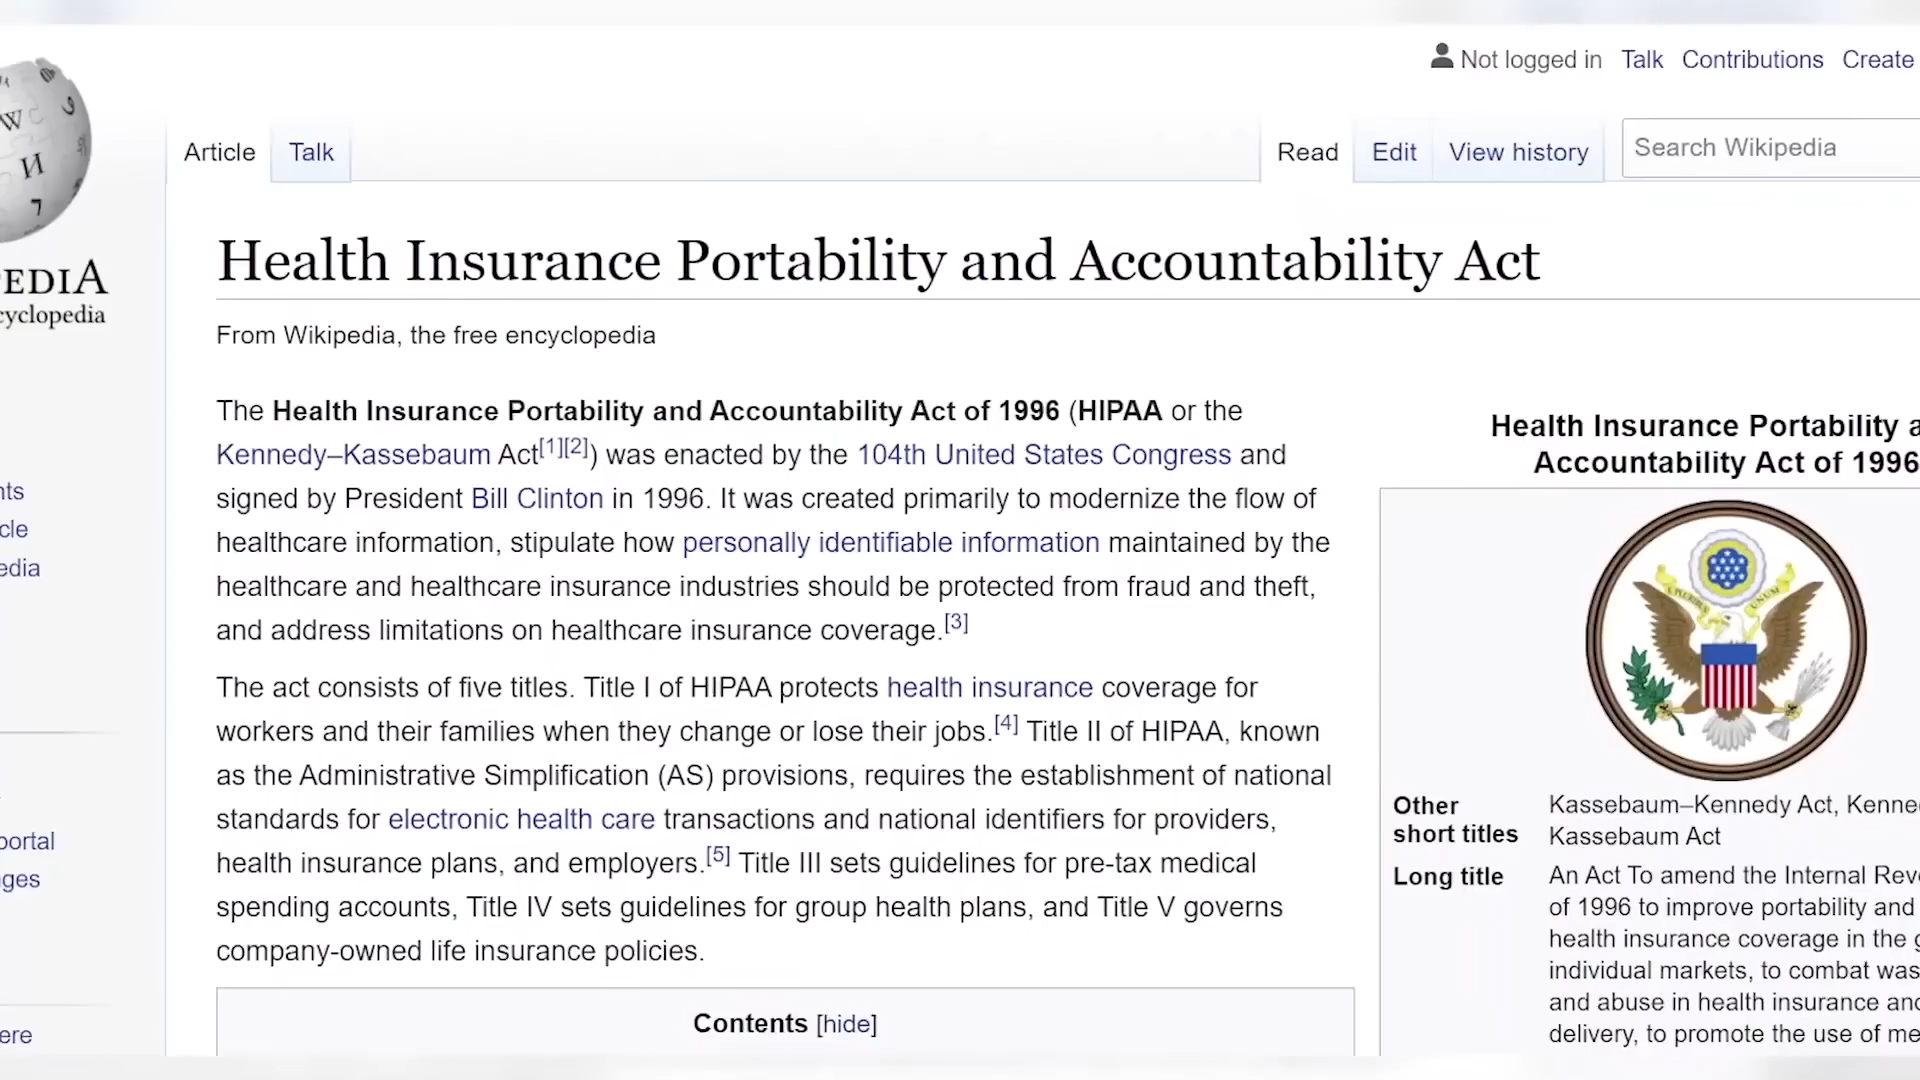 Not logged in Talk Contributions Create
Article Talk Read Edit View history Search Wikipedia
EDIA
cyclopedia
Health Insurance Portability and Accountability Act
From Wikipedia, the free encyclopedia
The Health Insurance Portability and Accountability Act of 1996 (HIPAA or the
Kennedy–Kassebaum Act[1][2]) was enacted by the 104th United States Congress and
signed by President Bill Clinton in 1996. It was created primarily to modernize the flow of
healthcare information, stipulate how personally identifiable information maintained by the
healthcare and healthcare insurance industries should be protected from fraud and theft,
and address limitations on healthcare insurance coverage.[3]
The act consists of five titles. Title I of HIPAA protects health insurance coverage for
workers and their families when they change or lose their jobs.[4] Title II of HIPAA, known
as the Administrative Simplification (AS) provisions, requires the establishment of national
standards for electronic health care transactions and national identifiers for providers,
health insurance plans, and employers.[5] Title III sets guidelines for pre-tax medical
spending accounts, Title IV sets guidelines for group health plans, and Title V governs
company-owned life insurance policies.
Contents [hide]
Health Insurance Portability a
Accountability Act of 1996
Other
short titles
Kassebaum–Kennedy Act, Kenne
Kassebaum Act
Long title
An Act To amend the Internal Rev
of 1996 to improve portability and
health insurance coverage in the g
individual markets, to combat was
and abuse in health insurance and
delivery, to promote the use of me
nts
cle
edia
portal
ges
ere